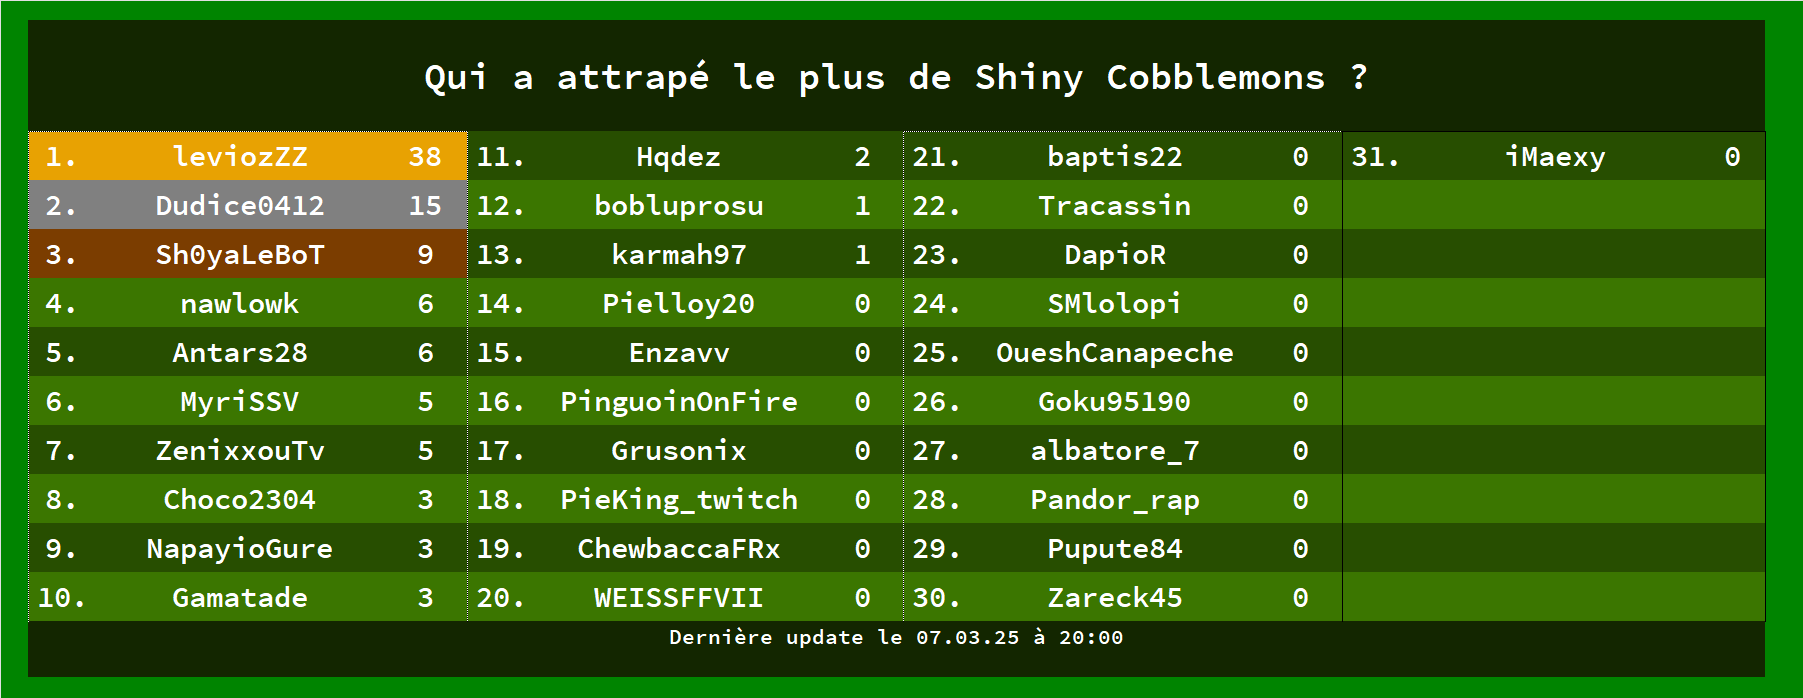 Qui a attrapé le plus de Shiny Cobblemons ?
1. leviozZZ 38 11. Hqdez 2 21. baptis22 0 31. iMaexy 0
2. Dudice0412 15 12. bobluprosu 1 22. Tracassin 0
3. Sh0yaLeBoT 9 13. karmah97 1 23. DapioR 0
4. nawlowk 6 14. Pielloy20 0 24. SMlolopi 0
5. Antars28 6 15. Enzavv 0 25. OueshCanapeche 0
6. MyriSSV 5 16. PinguoinOnFire 0 26. Goku95190 0
7. ZenixxouTv 5 17. Grusonix 0 27. albatore_7 0
8. Choco2304 3 18. PieKing_twitch 0 28. Pandor_rap 0
9. NapayioGure 3 19. ChewbaccaFRx 0 29. Pupute84 0
10. Gamatade 3 20. WEISSFFVII 0 30. Zareck45 0
Dernière update le 07.03.25 à 20:00